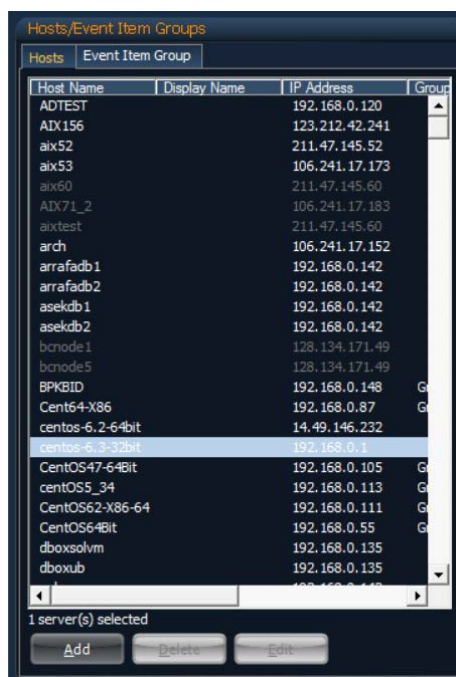 Hosts/Event Item Groups
Hosts Event Item Group
Host Name Display Name IP Address Group
ADTEST 192.168.0.120
AIX156 123.212.42.241
aix52 211.47.145.52
aix53 106.241.17.173
aix60 211.47.145.60
AIX71_2 106.241.17.183
aixtest 211.47.145.60
arch 106.241.17.152
arrafadb1 192.168.0.142
arrafadb2 192.168.0.142
asekdb1 192.168.0.142
asekdb2 192.168.0.142
bcnode1 128.134.171.49
bcnode5 128.134.171.49
BPKBID 192.168.0.148 G
Cent64-X86 192.168.0.87 G
centos-6.2-64bit 14.49.146.232
centos-6.3-32bit 192.168.0.1
CentOS47-64Bit 192.168.0.105 G
centOS5_34 192.168.0.113 G
CentOS62-X86-64 192.168.0.111 G
CentOS64Bit 192.168.0.55 G
dboxsolvm 192.168.0.135
dboxub 192.168.0.135
1 server(s) selected
Add Delete Edit